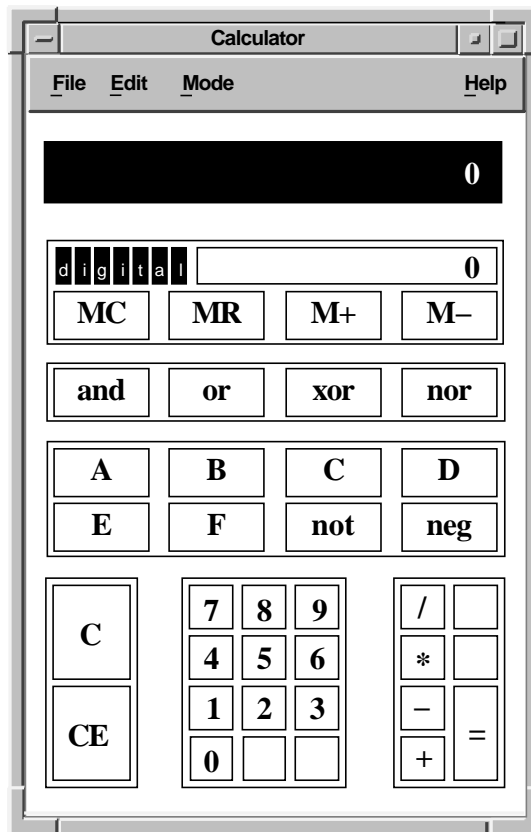 Calculator
File Edit Mode Help
0
digital 0
MC MR M+ M−
and or xor nor
A B C D
E F not neg
C
CE
7 8 9
4 5 6
1 2 3
0
/
*
−
+
=